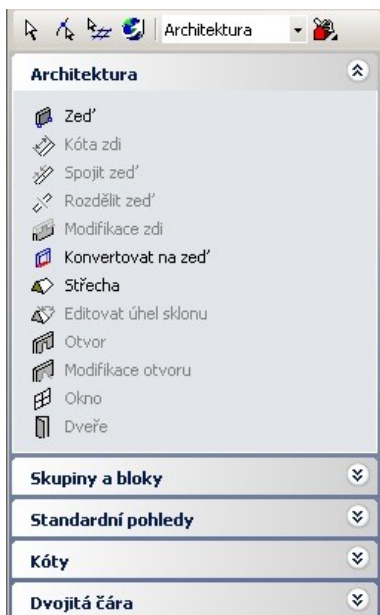 Architektura
Architektura
Zeď
Kóta zdi
Spojit zeď
Rozdělit zeď
Modifikace zdi
Konvertovat na zeď
Střecha
Editovat úhel sklonu
Otvor
Modifikace otvoru
Okno
Dveře
Skupiny a bloky
Standardní pohledy
Kóty
Dvojitá čára